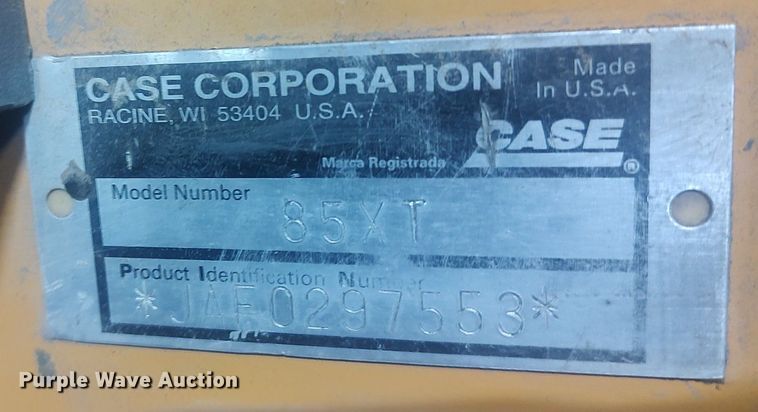 CASE CORPORATION
RACINE, WI 53404 U.S.A.
Made
In U.S.A.
CASE
Marca Registrada
®
Model Number
85XT
Product Identification Number
*JAF0297553*
Purple Wave Auction